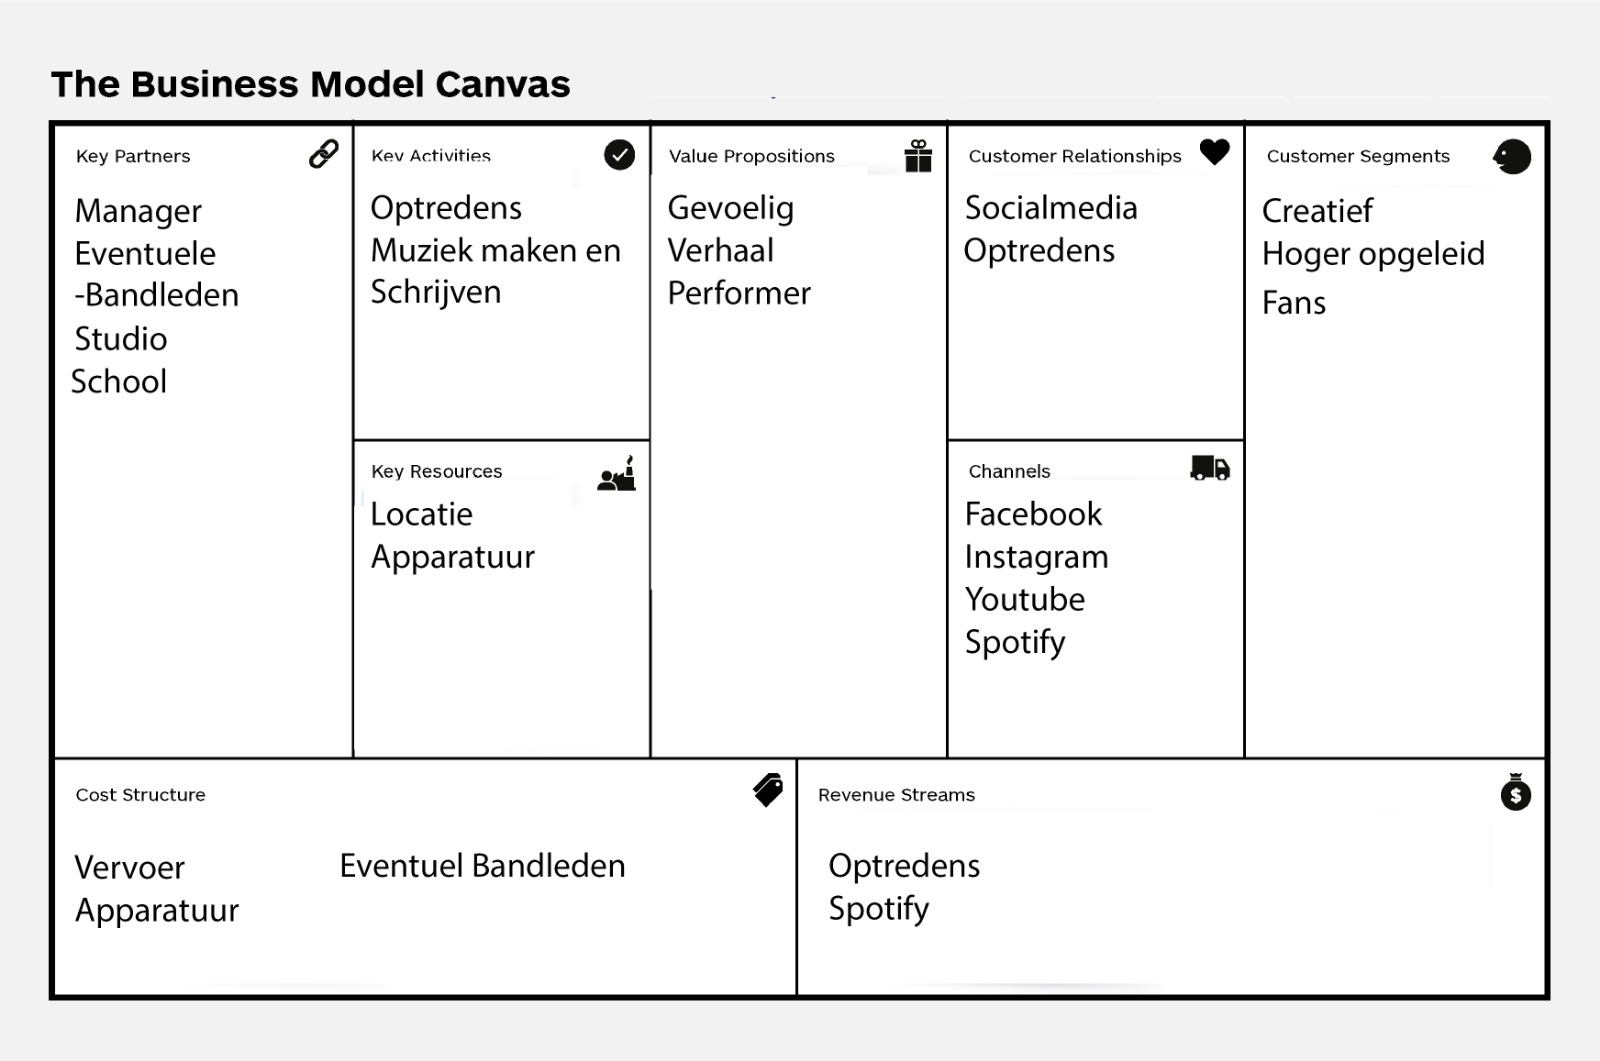 The Business Model Canvas
Key Partners
Manager
Eventuele
-Bandleden
Studio
School
Key Activities
Optredens
Muziek maken en
Schrijven
Key Resources
Locatie
Apparatuur
Value Propositions
Gevoelig
Verhaal
Performer
Customer Relationships
Socialmedia
Optredens
Channels
Facebook
Instagram
Youtube
Spotify
Customer Segments
Creatief
Hoger opgeleid
Fans
Cost Structure
Vervoer
Apparatuur
Eventuel Bandleden
Revenue Streams
$
Optredens
Spotify